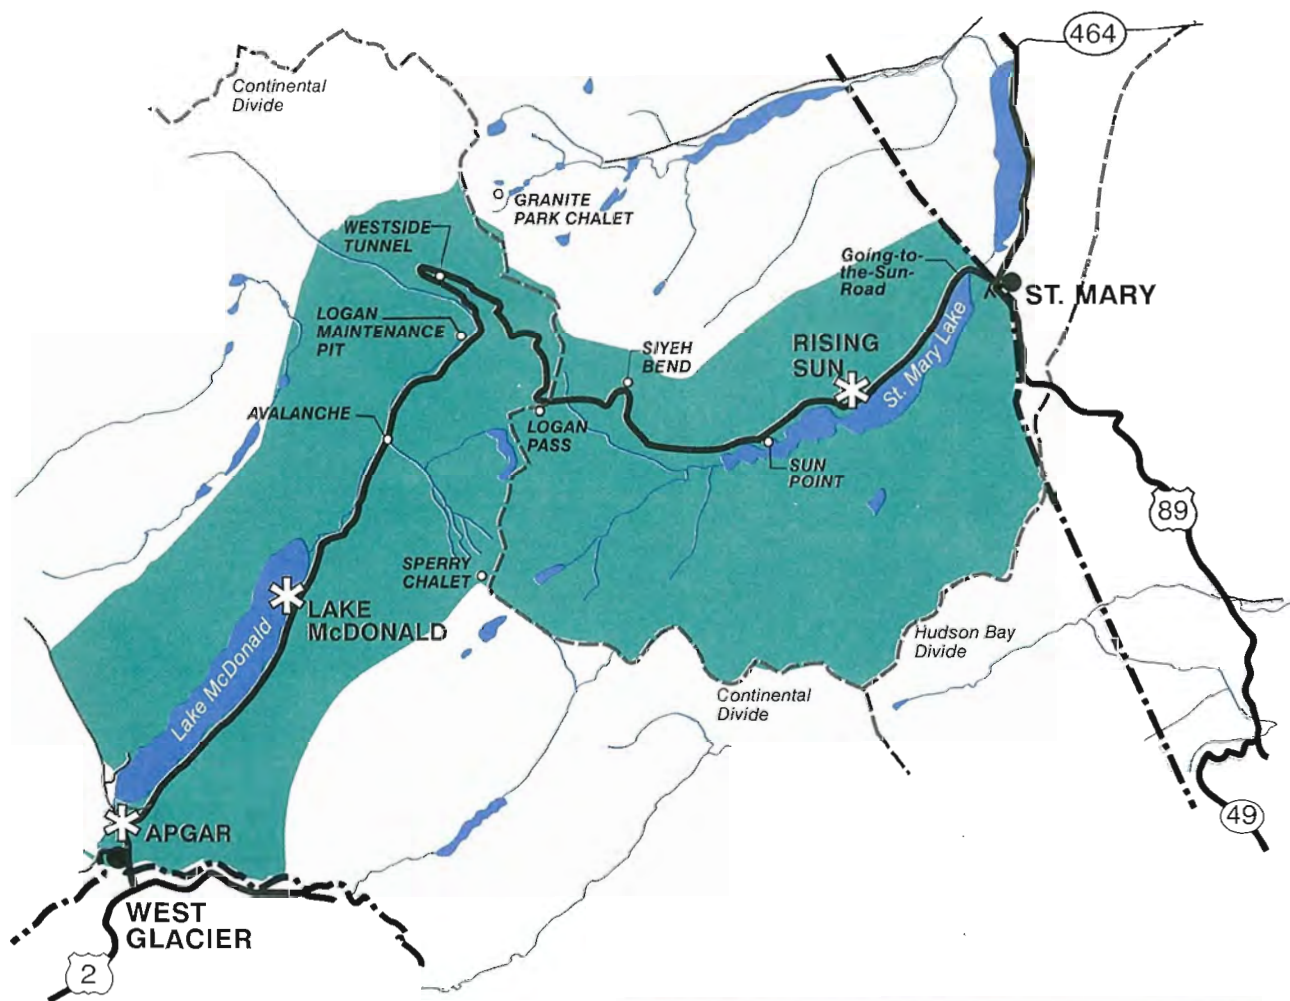 464
Continental
Divide
GRANITE
PARK CHALET
WESTSIDE
TUNNEL
Going-to-
the-Sun-
Road
ST. MARY
LOGAN
MAINTENANCE
PIT
SIYEH
BEND
RISING
SUN
St. Mary Lake
AVALANCHE
LOGAN
PASS
SUN
POINT
89
SPERRY
CHALET
LAKE
McDONALD
Lake McDonald
Hudson Bay
Divide
Continental
Divide
49
APGAR
WEST
GLACIER
2